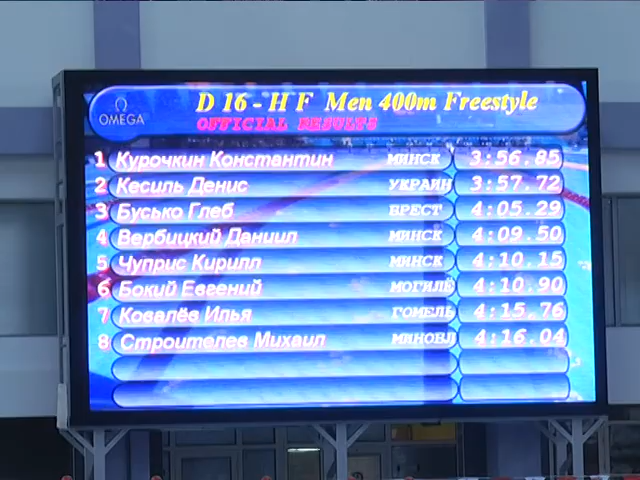 D 16 - H F Men 400m Freestyle
OMEGA
OFFICIAL RESULTS
1 Курочкин Константин МИНСК 3:56.85
2 Кесиль Денис УКРАИН 3:57.72
3 Бусько Глеб БРЕСТ 4:05.29
4 Вербицкий Даниил МИНСК 4:09.50
5 Чуприс Кирилл МИНСК 4:10.15
6 Бокий Евгений МОГИЛЁ 4:10.90
7 Ковалёв Илья ГОМЕЛЬ 4:15.76
8 Строителев Михаил МИНОБЛ 4:16.04